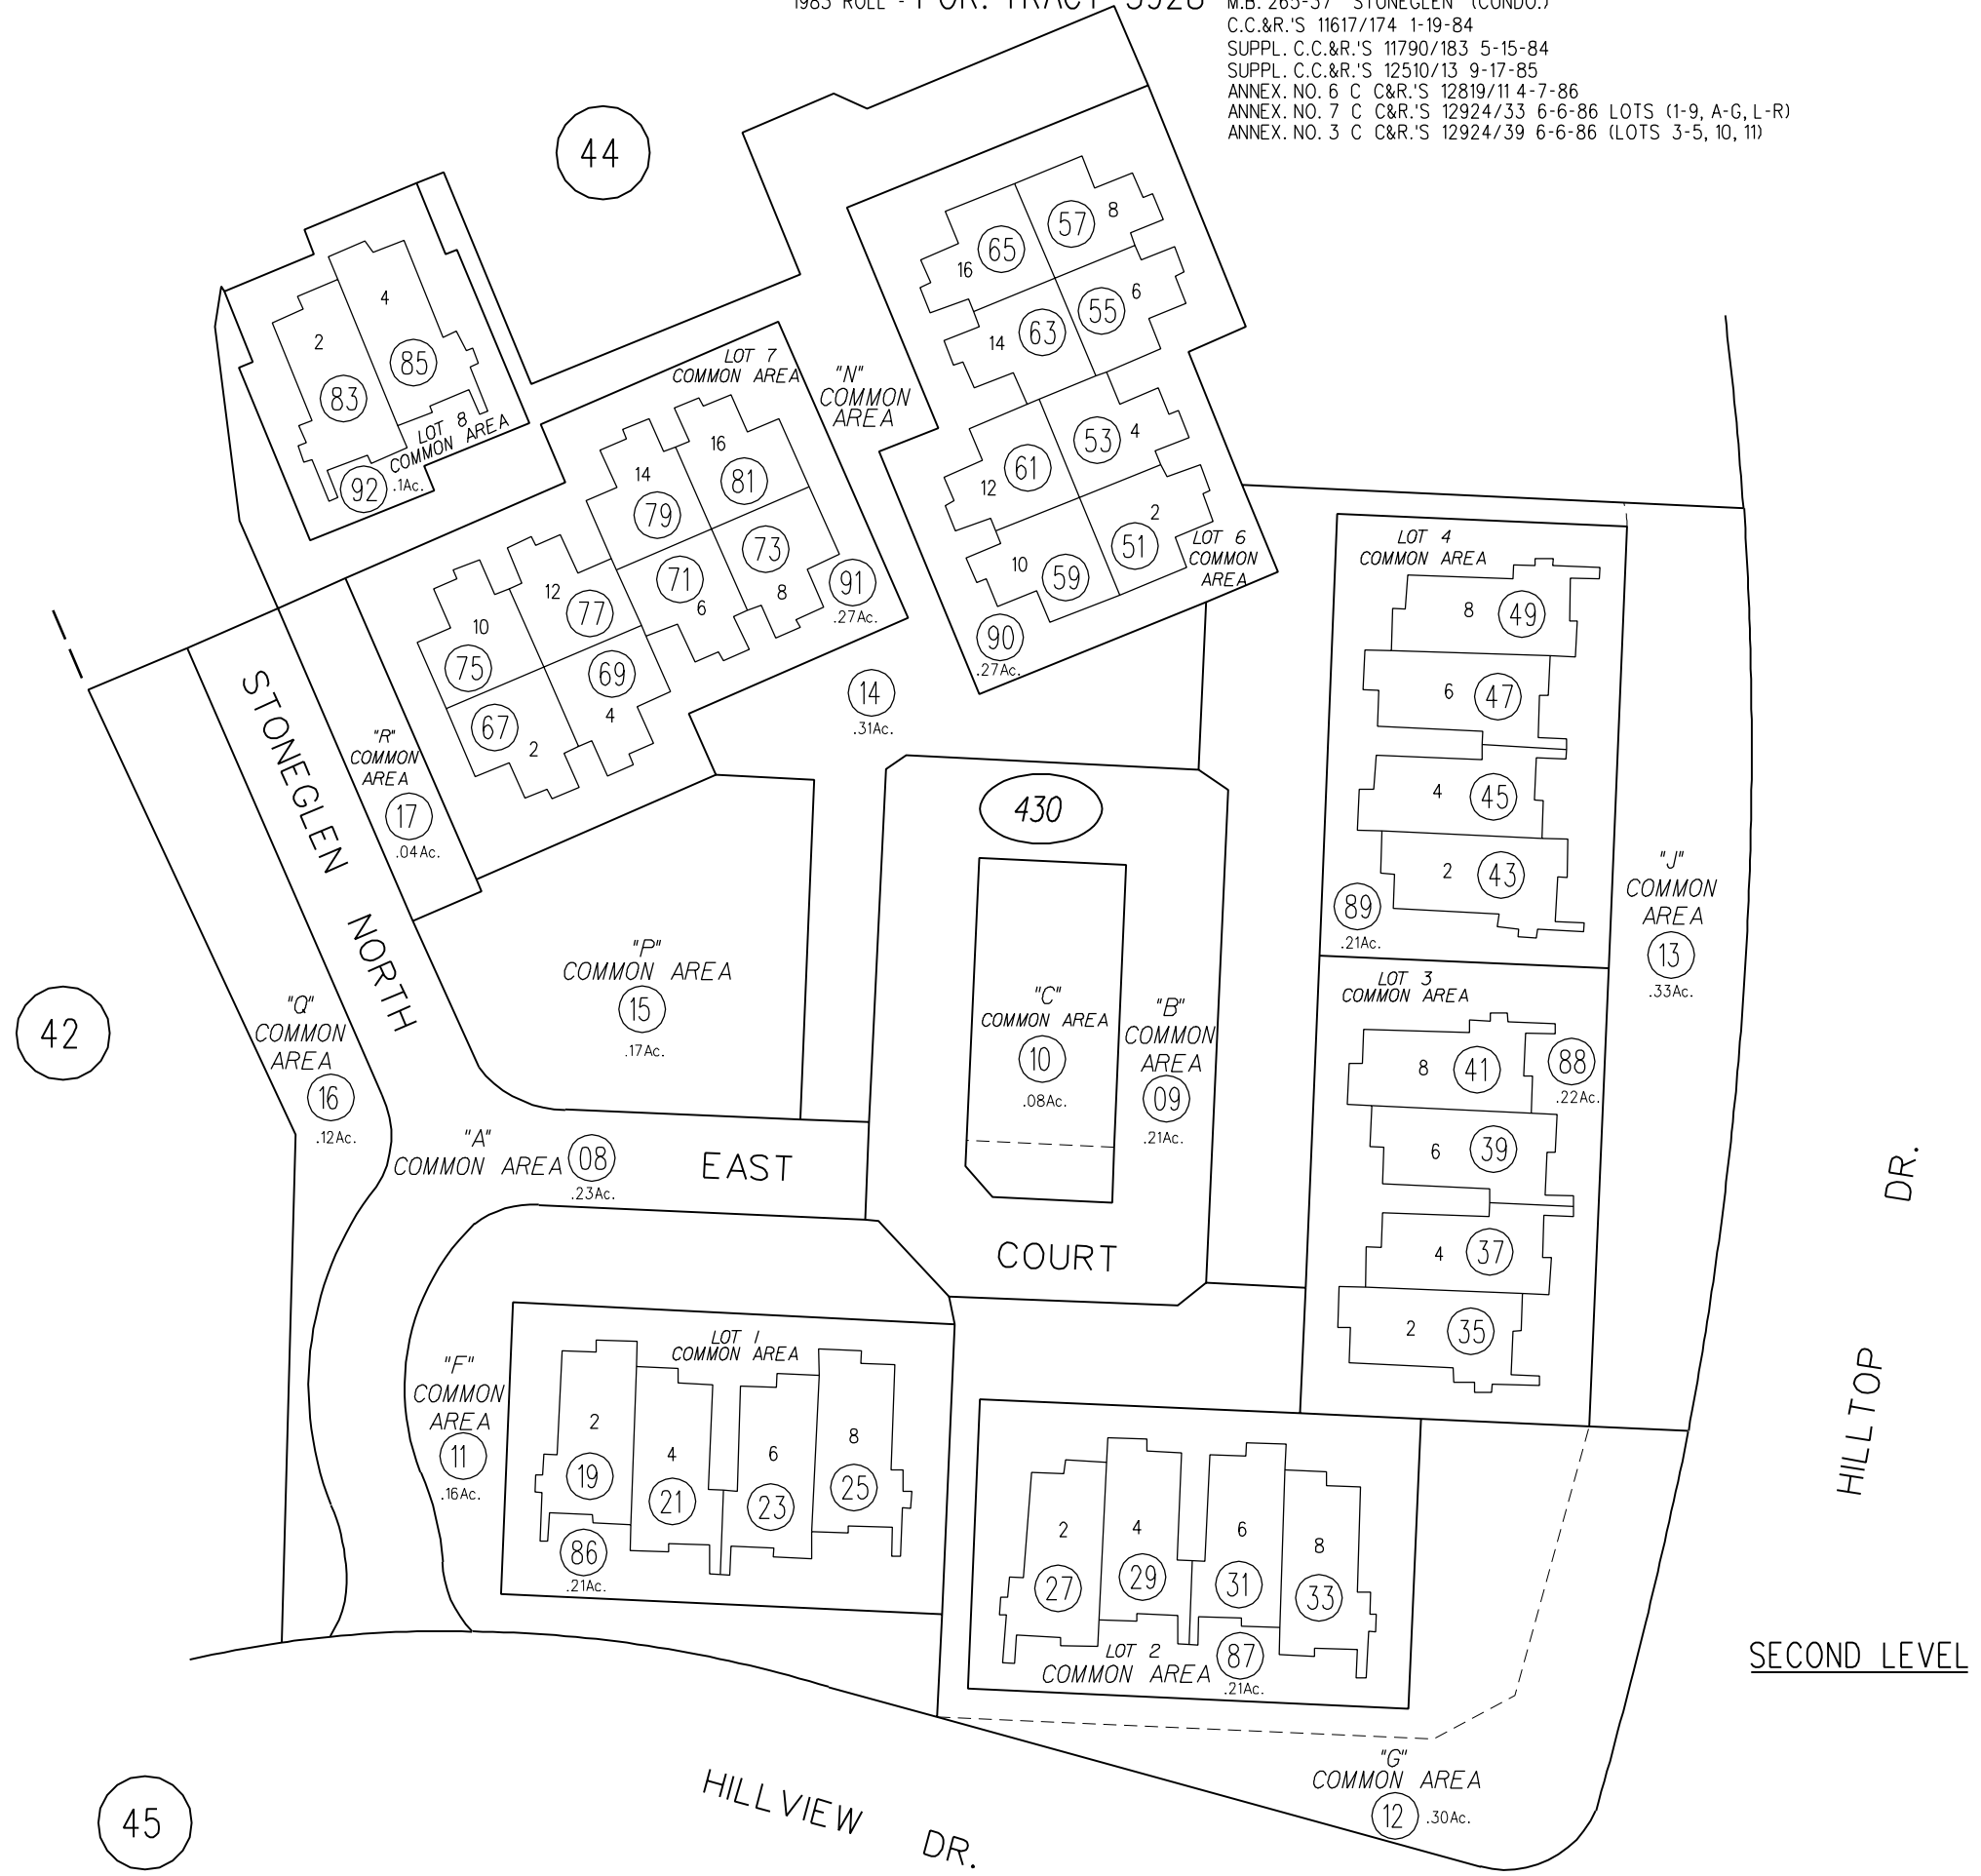 1985 ROLL - POR. TRACT 5928
M.B. 265-37 "STONEGLEN" (CONDO.)
C.C.&R.'S 11617/174 1-19-84
SUPPL. C.C.&R.'S 11790/183 5-15-84
SUPPL. C.C.&R.'S 12510/13 9-17-85
ANNEX. NO. 6 C C&R.'S 12819/11 4-7-86
ANNEX. NO. 7 C C&R.'S 12924/33 6-6-86 LOTS (1-9, A-G, L-R)
ANNEX. NO. 3 C C&R.'S 12924/39 6-6-86 (LOTS 3-5, 10, 11)
44
4
2
85
83
LOT 8
COMMON AREA
92
.1Ac.
LOT 7
COMMON AREA
16
81
14
79
73
8
71
6
12
77
10
75
69
4
67
2
91
.27Ac.
"N"
COMMON
AREA
14
.31Ac.
57
8
65
16
55
6
63
14
53
4
61
12
51
2
59
10
LOT 6
COMMON
AREA
90
.27Ac.
LOT 4
COMMON AREA
8
49
6
47
4
45
2
43
89
.21Ac.
"J"
COMMON
AREA
13
.33Ac.
LOT 3
COMMON AREA
8
41
88
.22Ac.
6
39
4
37
2
35
STONEGLEN NORTH
"R"
COMMON
AREA
17
.04Ac.
430
"P"
COMMON AREA
15
.17Ac.
"C"
COMMON AREA
10
.08Ac.
"B"
COMMON
AREA
09
.21Ac.
42
"Q"
COMMON
AREA
16
.12Ac.
"A"
COMMON AREA
08
.23Ac.
EAST
COURT
"F"
COMMON
AREA
11
.16Ac.
LOT 1
COMMON AREA
2
19
4
21
6
23
8
25
86
.21Ac.
2
27
4
29
6
31
8
33
LOT 2
COMMON AREA
87
.21Ac.
HILLTOP DR.
SECOND LEVEL
"G"
COMMON AREA
12
.30Ac.
HILLVIEW DR.
45